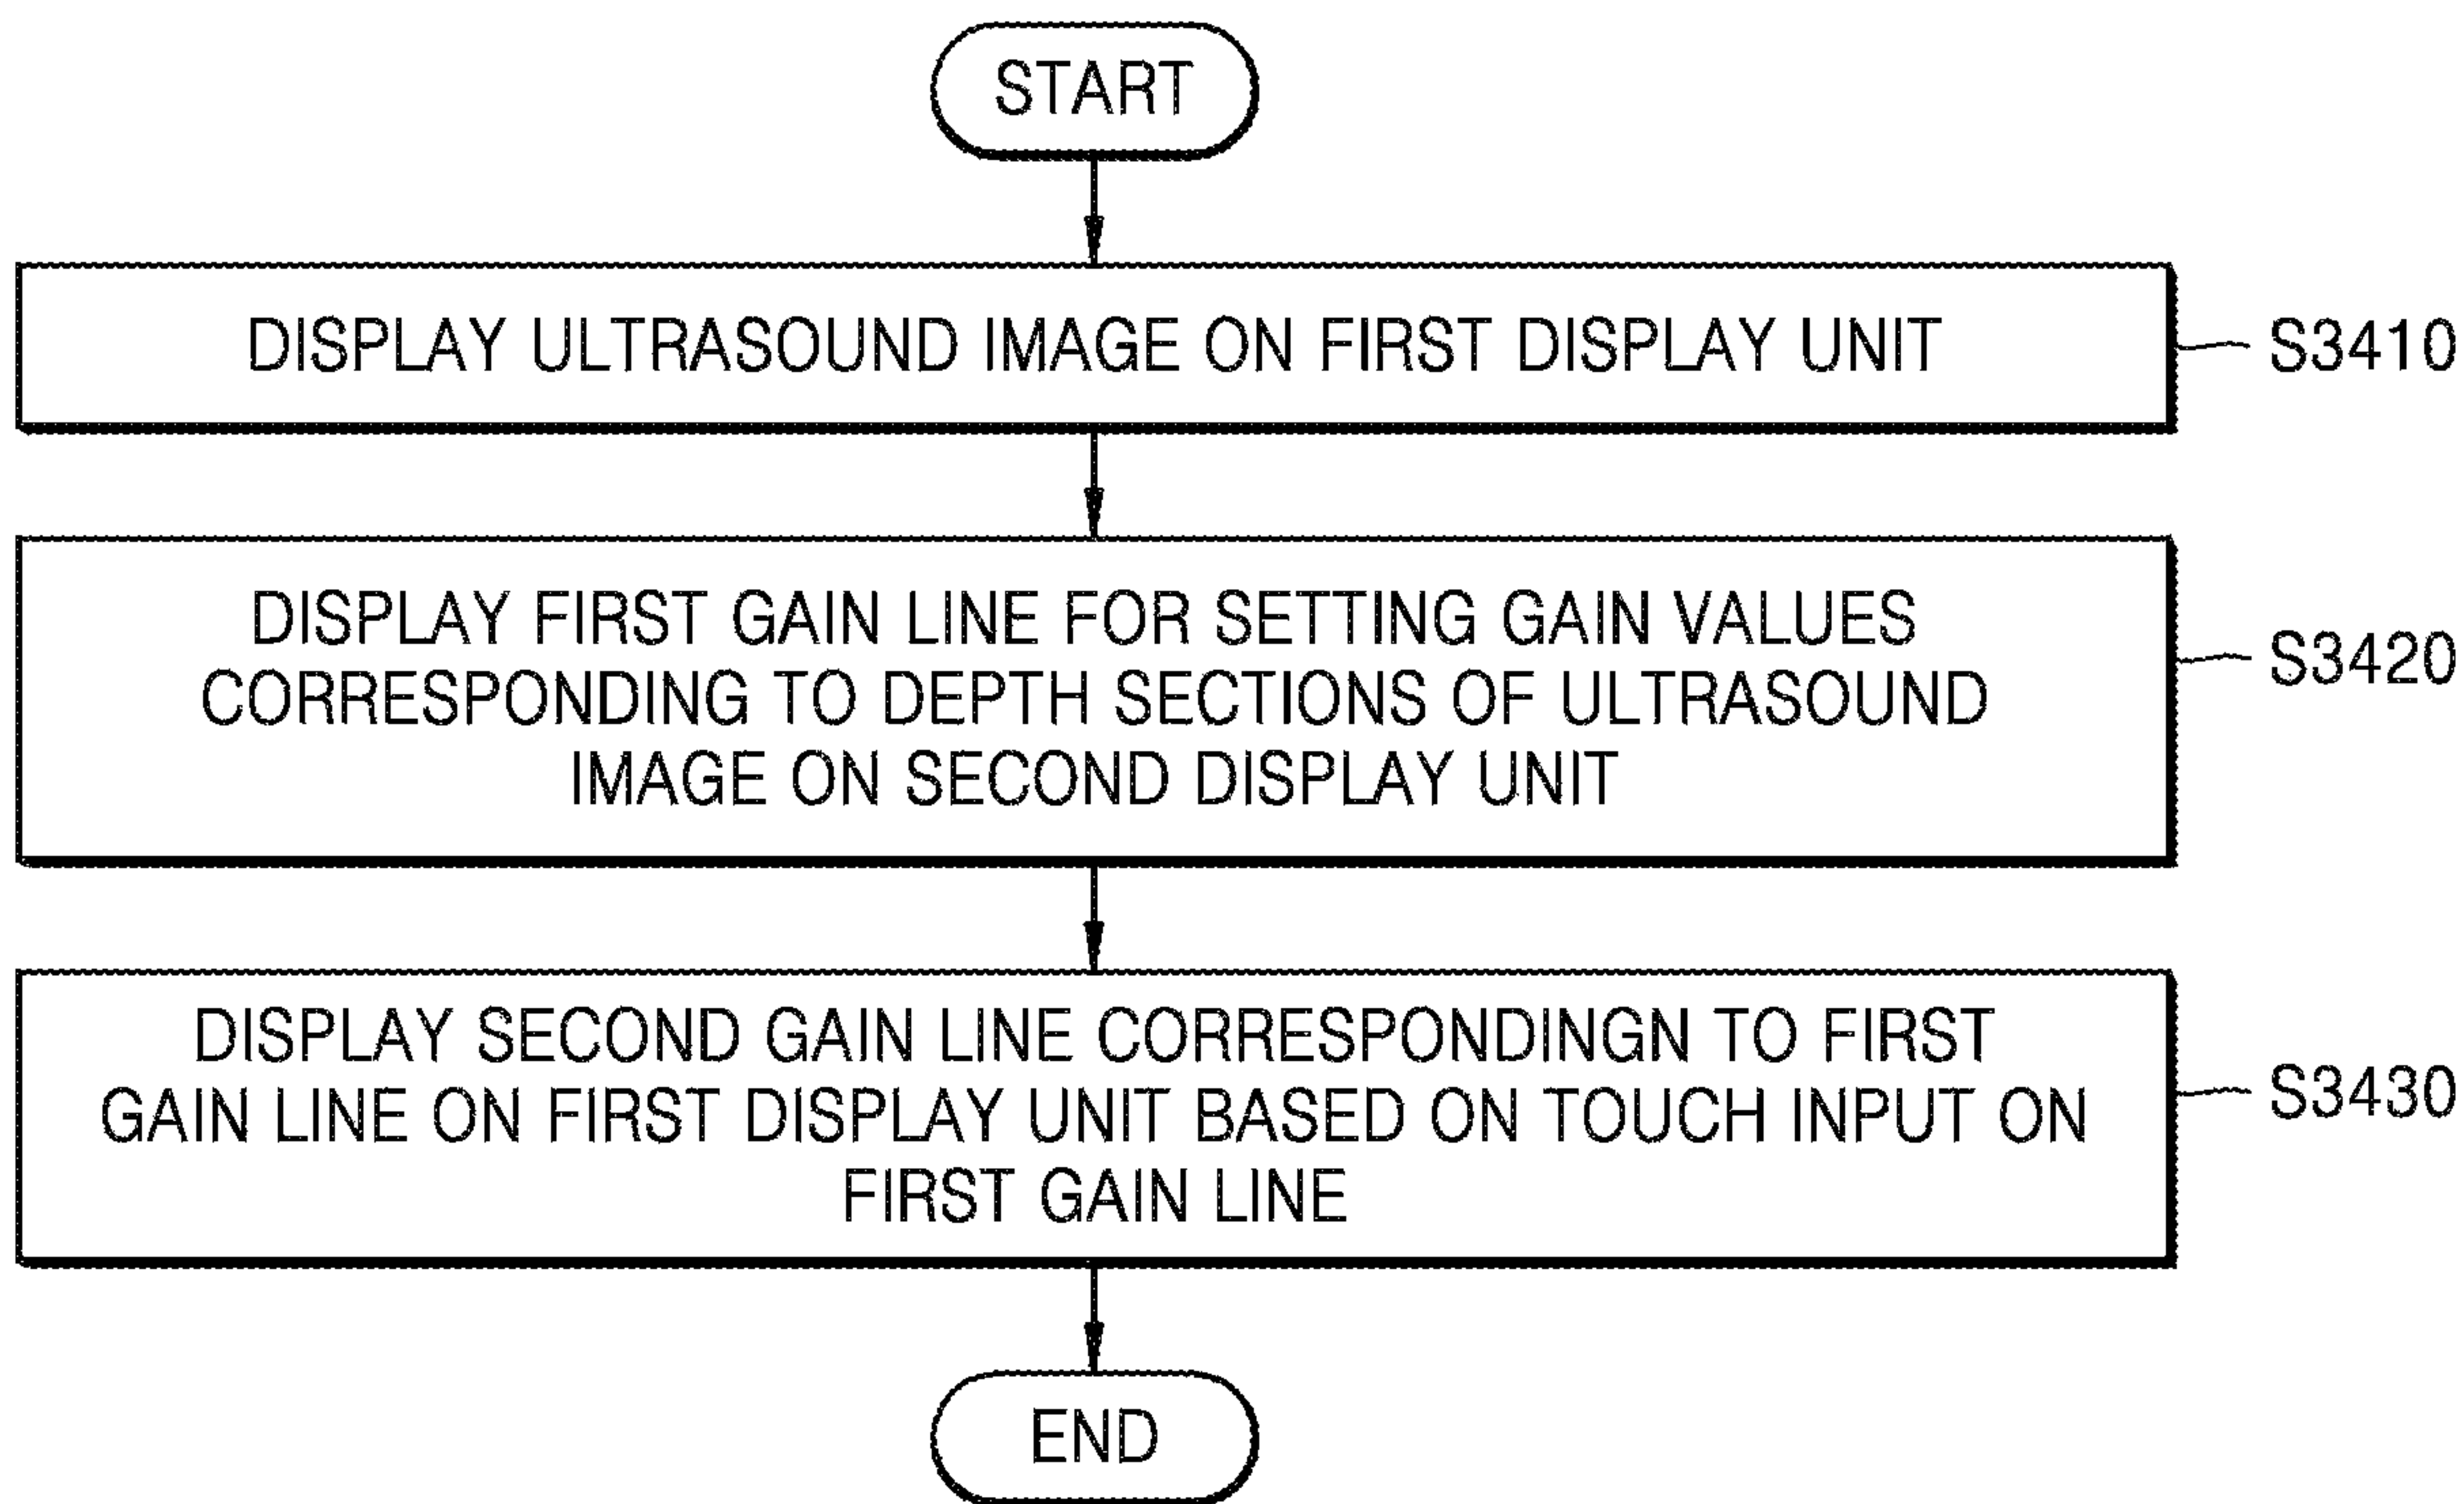 START
DISPLAY ULTRASOUND IMAGE ON FIRST DISPLAY UNIT
S3410
DISPLAY FIRST GAIN LINE FOR SETTING GAIN VALUES
CORRESPONDING TO DEPTH SECTIONS OF ULTRASOUND
IMAGE ON SECOND DISPLAY UNIT
S3420
DISPLAY SECOND GAIN LINE CORRESPONDINGN TO FIRST
GAIN LINE ON FIRST DISPLAY UNIT BASED ON TOUCH INPUT ON
FIRST GAIN LINE
S3430
END